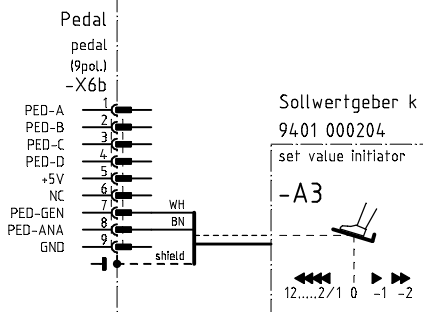 Pedal
pedal
(9pol.)
-X6b
PED-A 1
PED-B 2
PED-C 3
PED-D 4
+5V 5
NC 6
PED-GEN 7 WH
PED-ANA 8 BN
GND 9
shield
Sollwertgeber k
9401 000204
set value initiator
-A3
12.....2/1 0 -1 -2